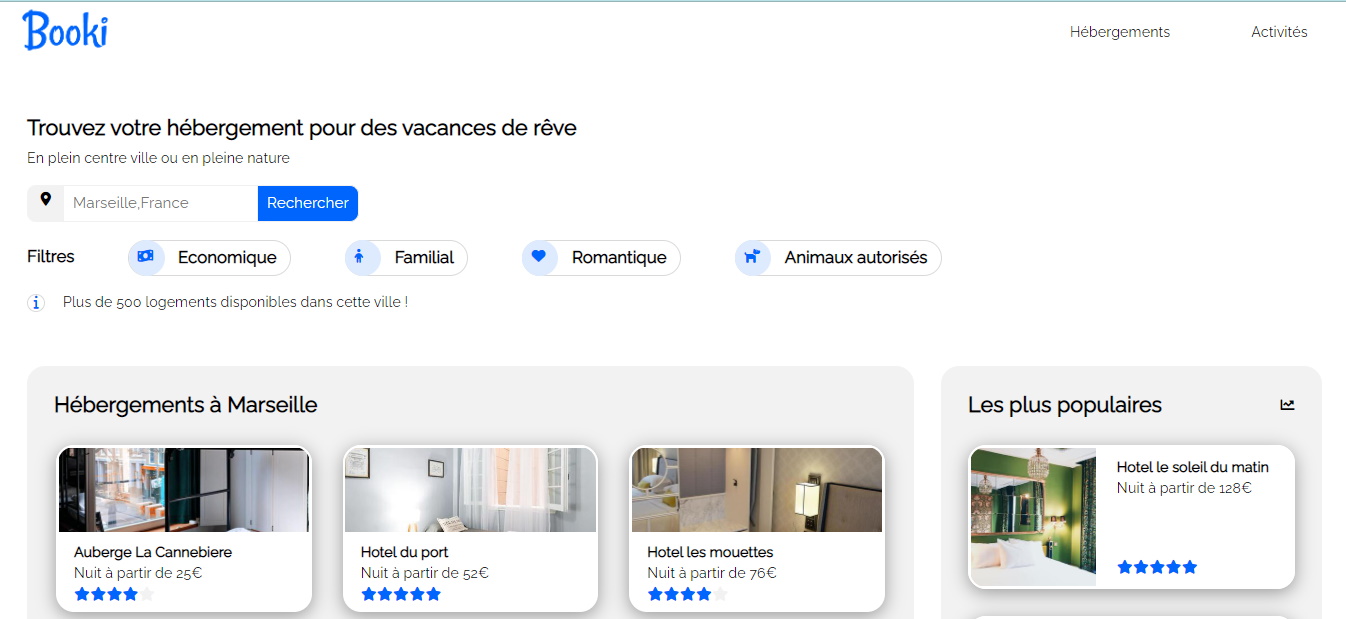 Booki
Hébergements
Activités
Trouvez votre hébergement pour des vacances de rêve
En plein centre ville ou en pleine nature
Marseille,France
Rechercher
Filtres
Economique
Familial
Romantique
Animaux autorisés
Plus de 500 logements disponibles dans cette ville !
Hébergements à Marseille
Auberge La Cannebiere
Nuit à partir de 25€
Hotel du port
Nuit à partir de 52€
Hotel les mouettes
Nuit à partir de 76€
Les plus populaires
Hotel le soleil du matin
Nuit à partir de 128€